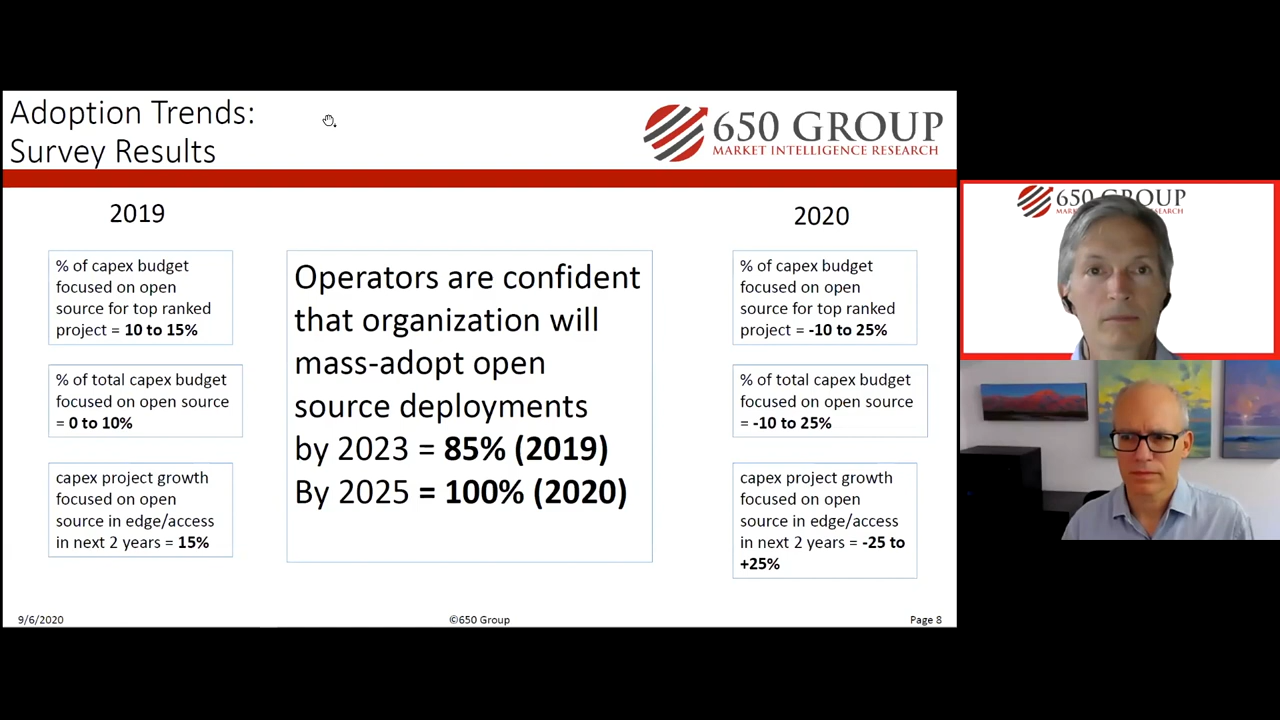 Adoption Trends:
Survey Results
650 GROUP
MARKET INTELLIGENCE RESEARCH
2019
% of capex budget
focused on open
source for top ranked
project = 10 to 15%
% of total capex budget
focused on open source
= 0 to 10%
capex project growth
focused on open
source in edge/access
in next 2 years = 15%
Operators are confident
that organization will
mass-adopt open
source deployments
by 2023 = 85% (2019)
By 2025 = 100% (2020)
2020
% of capex budget
focused on open
source for top ranked
project = -10 to 25%
% of total capex budget
focused on open source
= -10 to 25%
capex project growth
focused on open
source in edge/access
in next 2 years = -25 to
+25%
9/6/2020
©650 Group
Page 8
650 GROUP